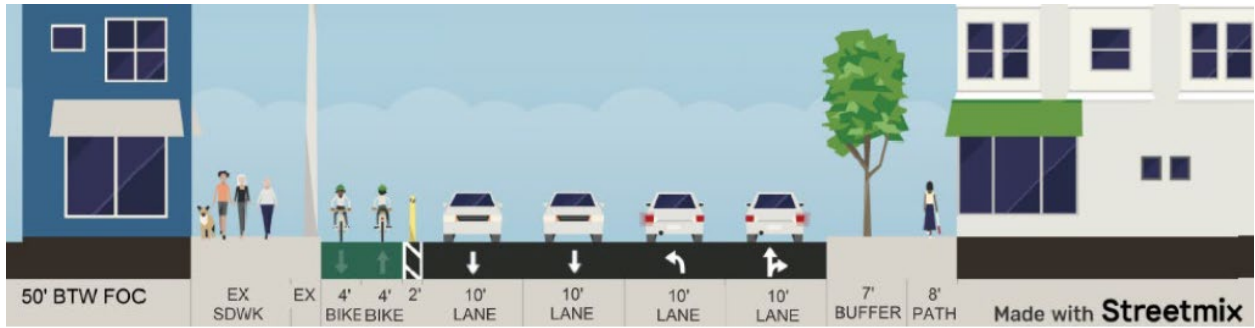 50' BTW FOC
EX
SDWK
EX
4'
BIKE
4'
BIKE
2'
10'
LANE
10'
LANE
10'
LANE
10'
LANE
7'
BUFFER
8'
PATH
Made with Streetmix